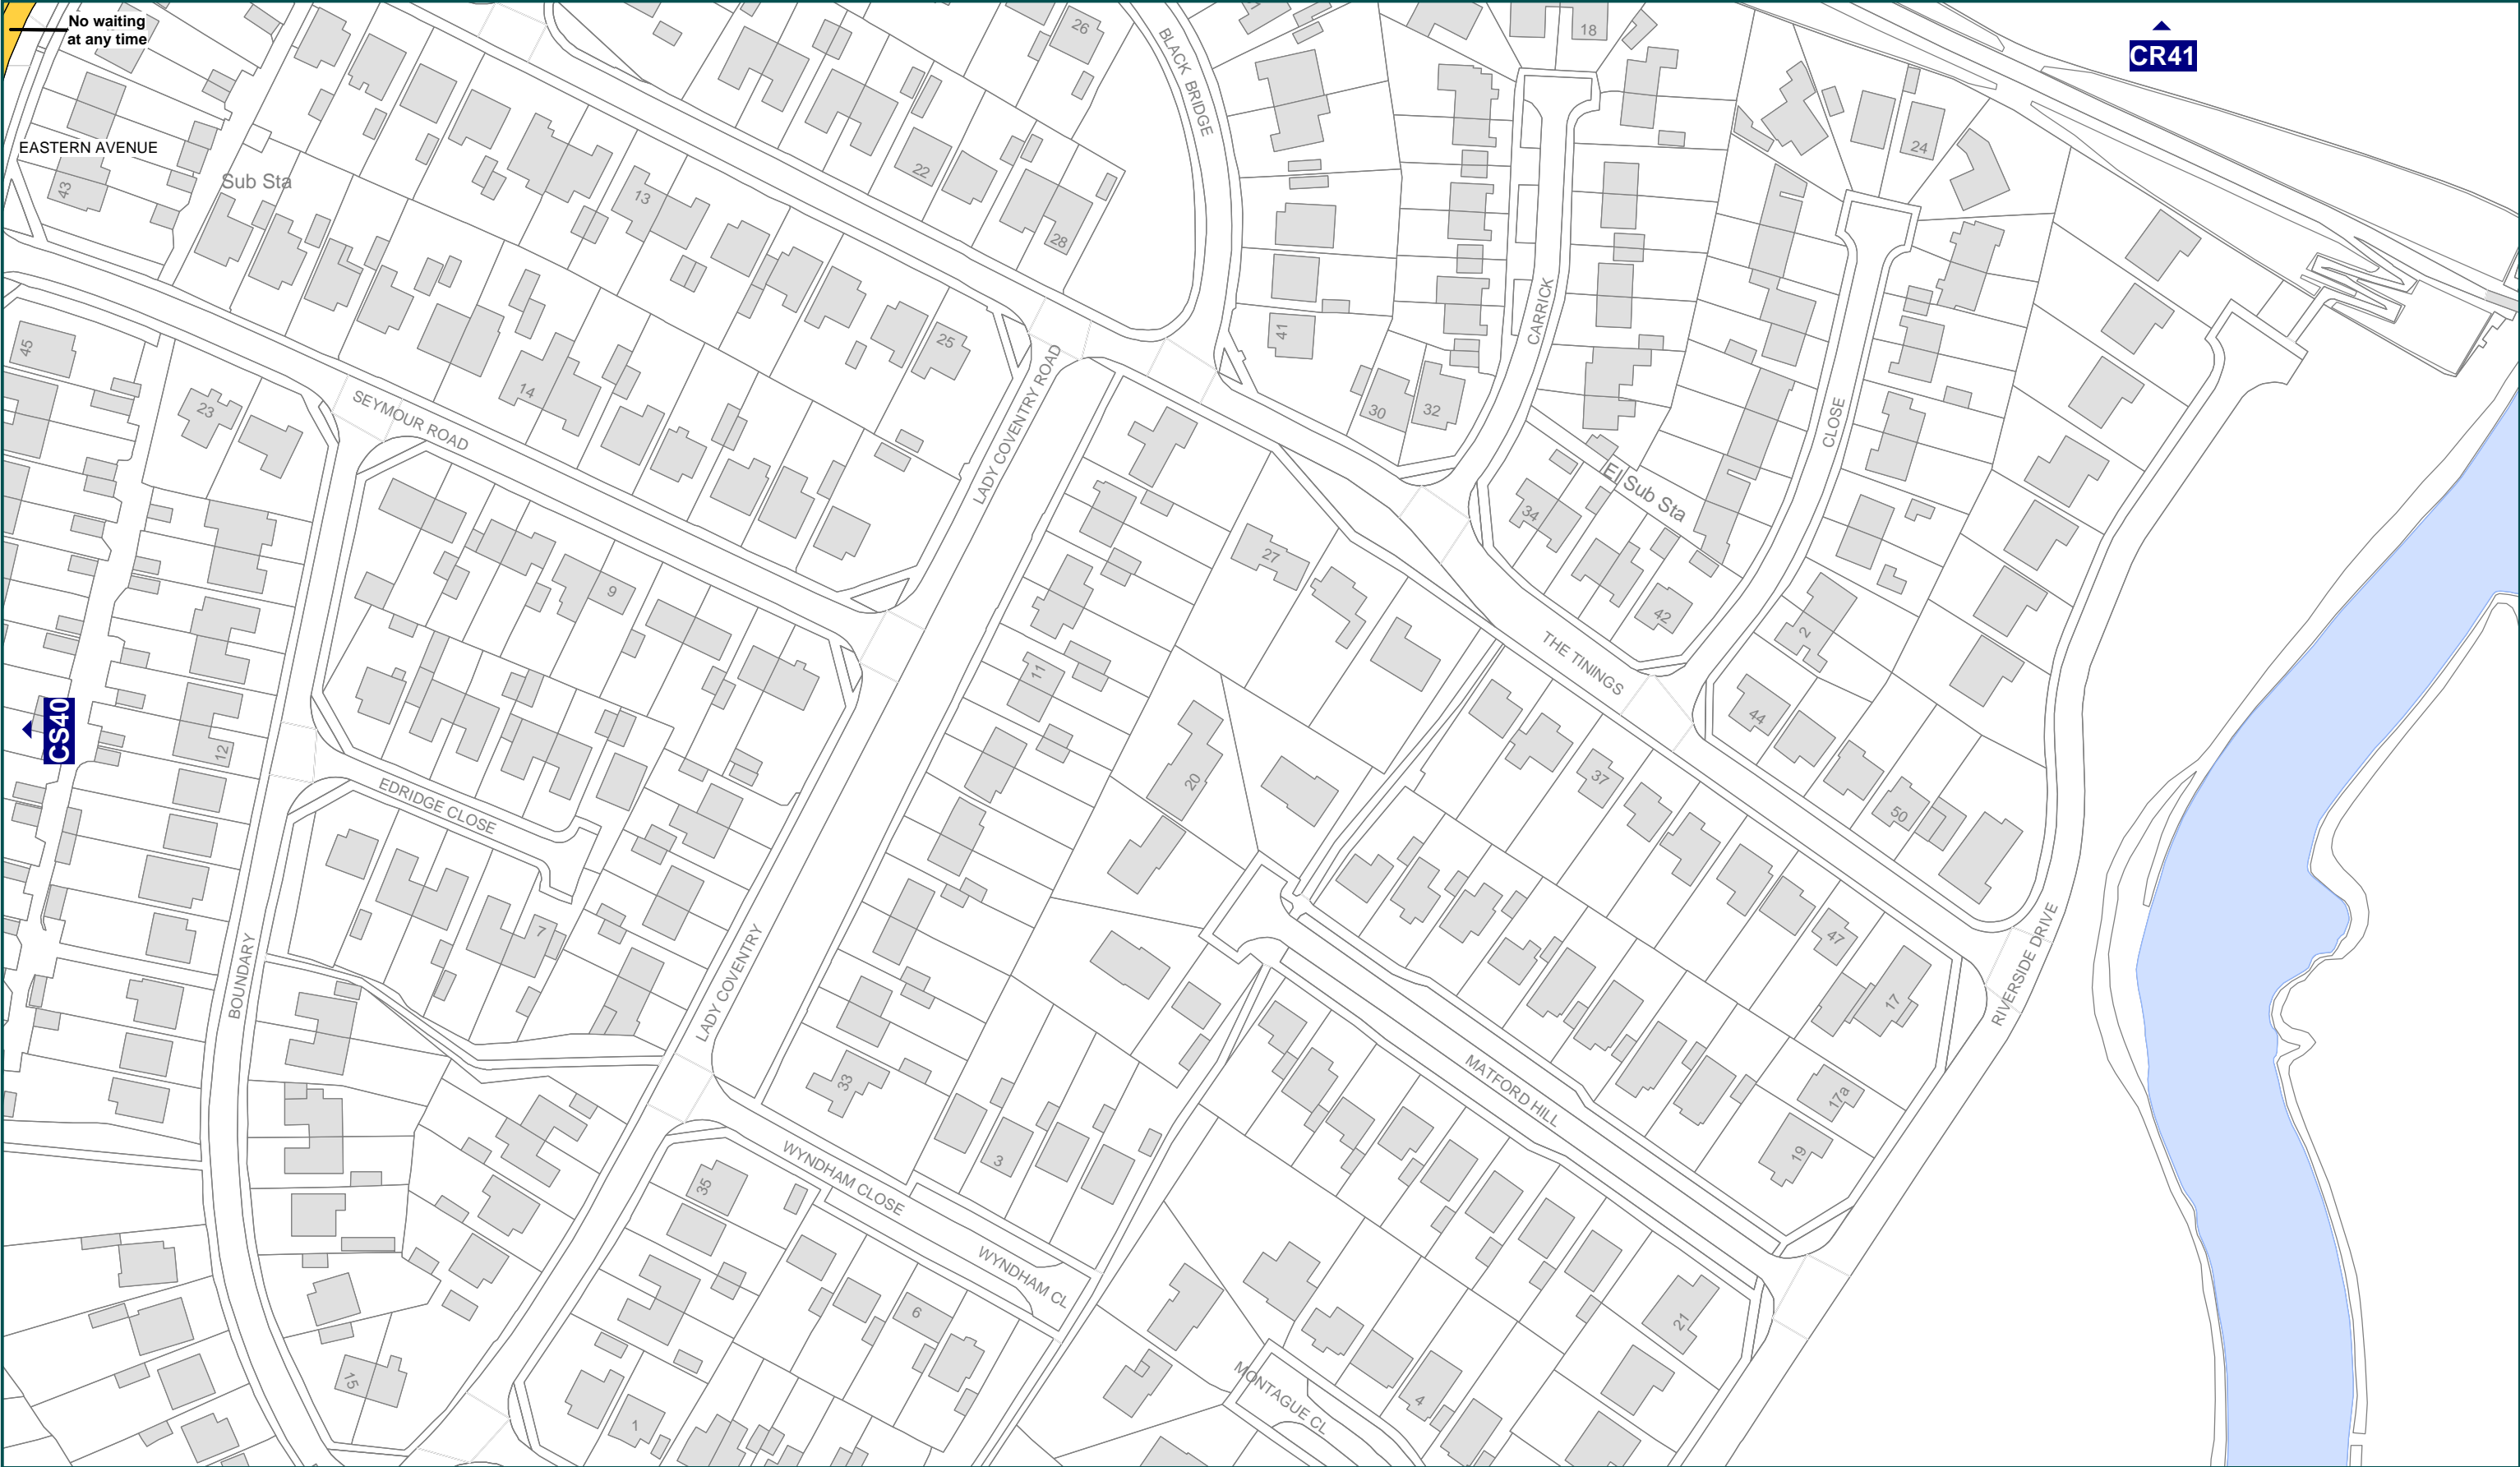 No waiting
at any time
26
BLACK BRIDGE
18
CR41
EASTERN AVENUE
24
22
Sub Sta
43
13
28
41
CARRICK
45
25
14
23
SEYMOUR ROAD
LADY COVENTRY ROAD
30
32
CLOSE
El Sub Sta
34
27
9
42
2
THE TININGS
11
CS40
12
44
20
37
EDRIDGE CLOSE
50
7
47
BOUNDARY
LADY COVENTRY
17
RIVERSIDE DRIVE
33
MATFORD HILL
17a
3
19
35
WYNDHAM CLOSE
WYNDHAM CL
6
21
15
MONTAGUE CL
4
1